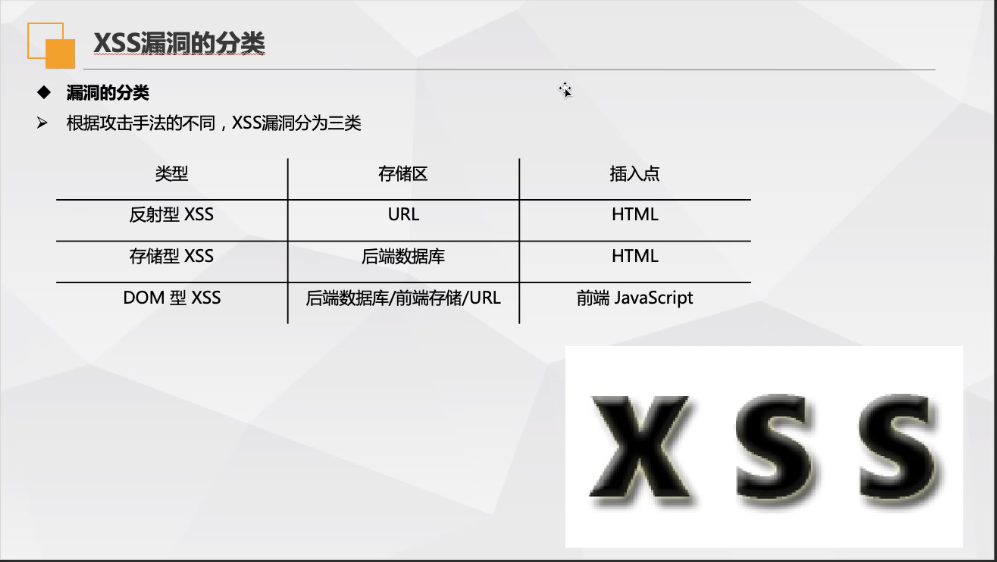 XSS漏洞的分类
漏洞的分类
根据攻击手法的不同，XSS漏洞分为三类
类型 存储区 插入点
反射型 XSS URL HTML
存储型 XSS 后端数据库 HTML
DOM 型 XSS 后端数据库/前端存储/URL 前端 JavaScript
XSS